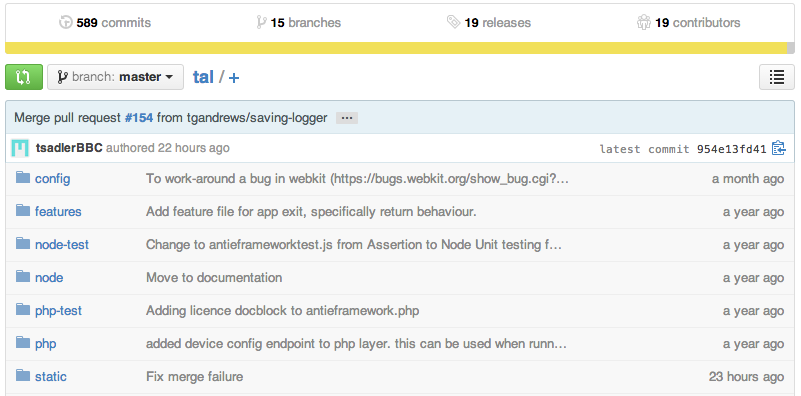 589 commits 15 branches 19 releases 19 contributors
branch: master tal / +
Merge pull request #154 from tgandrews/saving-logger ...
tsadlerBBC authored 22 hours ago latest commit 954e13fd41
config To work-around a bug in webkit (https://bugs.webkit.org/show_bug.cgi?… a month ago
features Add feature file for app exit, specifically return behaviour. a year ago
node-test Change to antieframeworktest.js from Assertion to Node Unit testing f… a year ago
node Move to documentation a year ago
php-test Adding licence docblock to antieframework.php a year ago
php added device config endpoint to php layer. this can be used when runn… a year ago
static Fix merge failure 23 hours ago